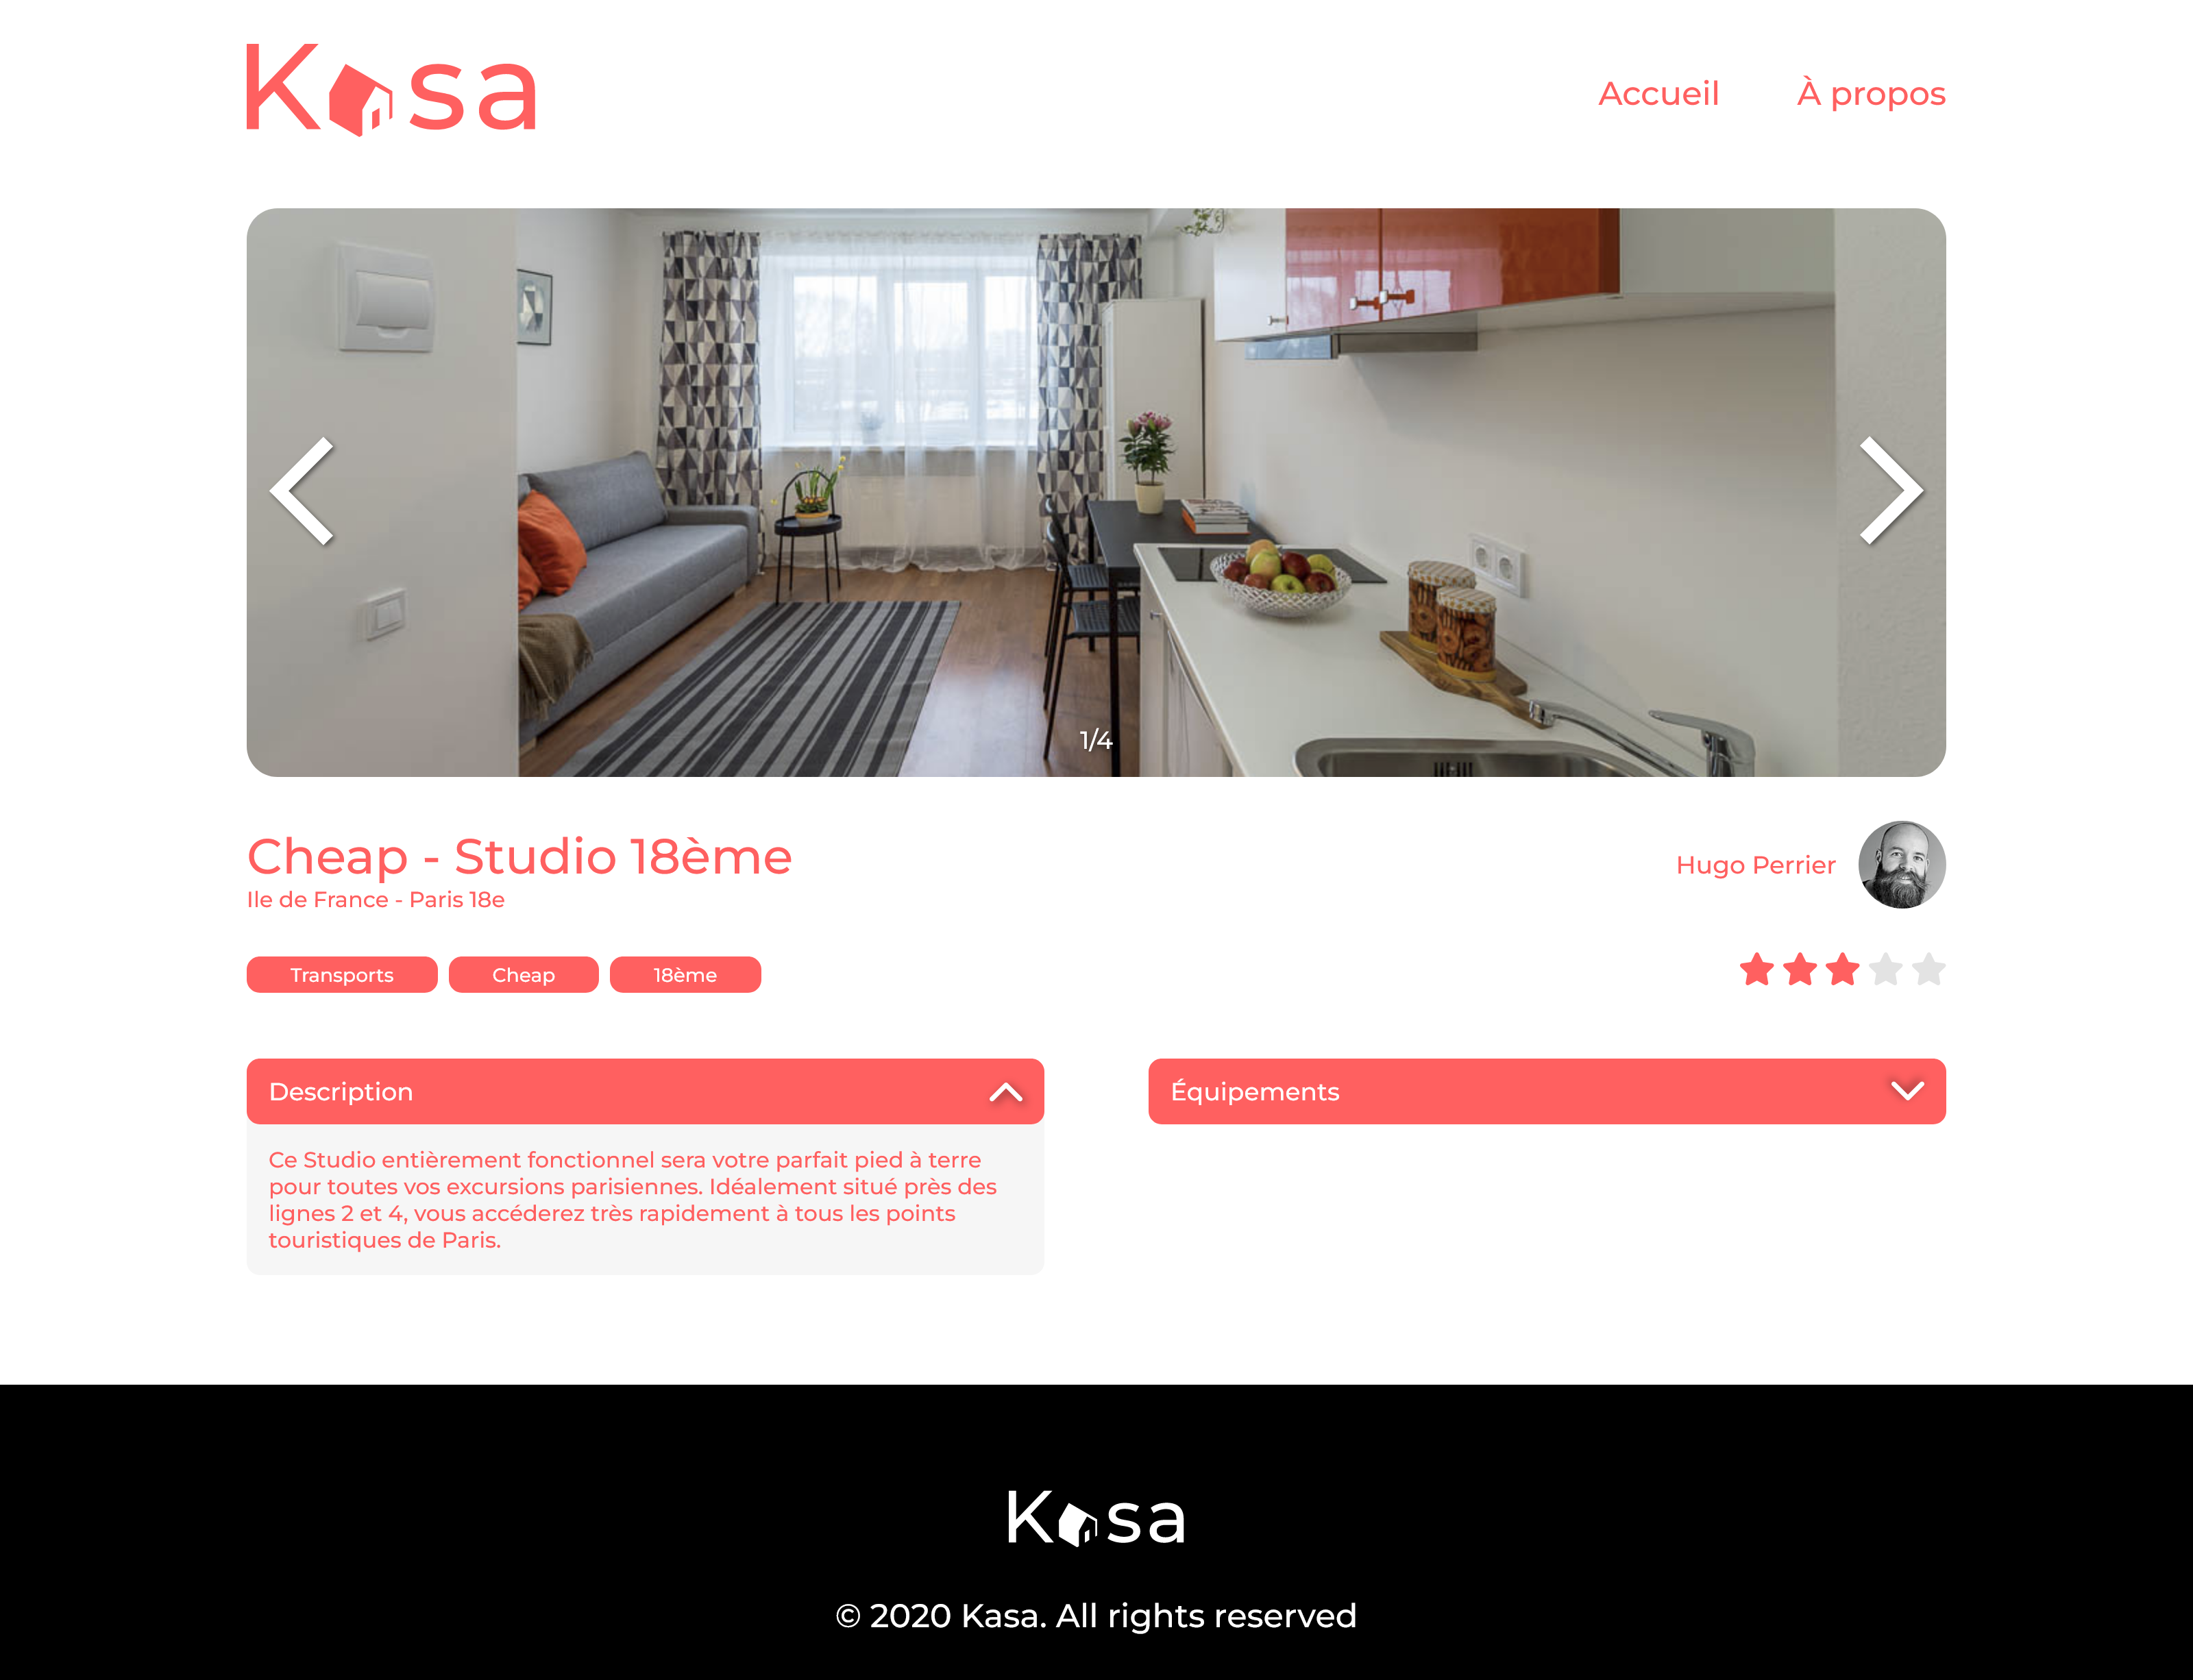 Kasa
Accueil
À propos
1/4
Cheap - Studio 18ème
Ile de France - Paris 18e
Hugo Perrier
Transports
Cheap
18ème
Description
Ce Studio entièrement fonctionnel sera votre parfait pied à terre
pour toutes vos excursions parisiennes. Idéalement situé près des
lignes 2 et 4, vous accéderez très rapidement à tous les points
touristiques de Paris.
Équipements
Kasa
© 2020 Kasa. All rights reserved